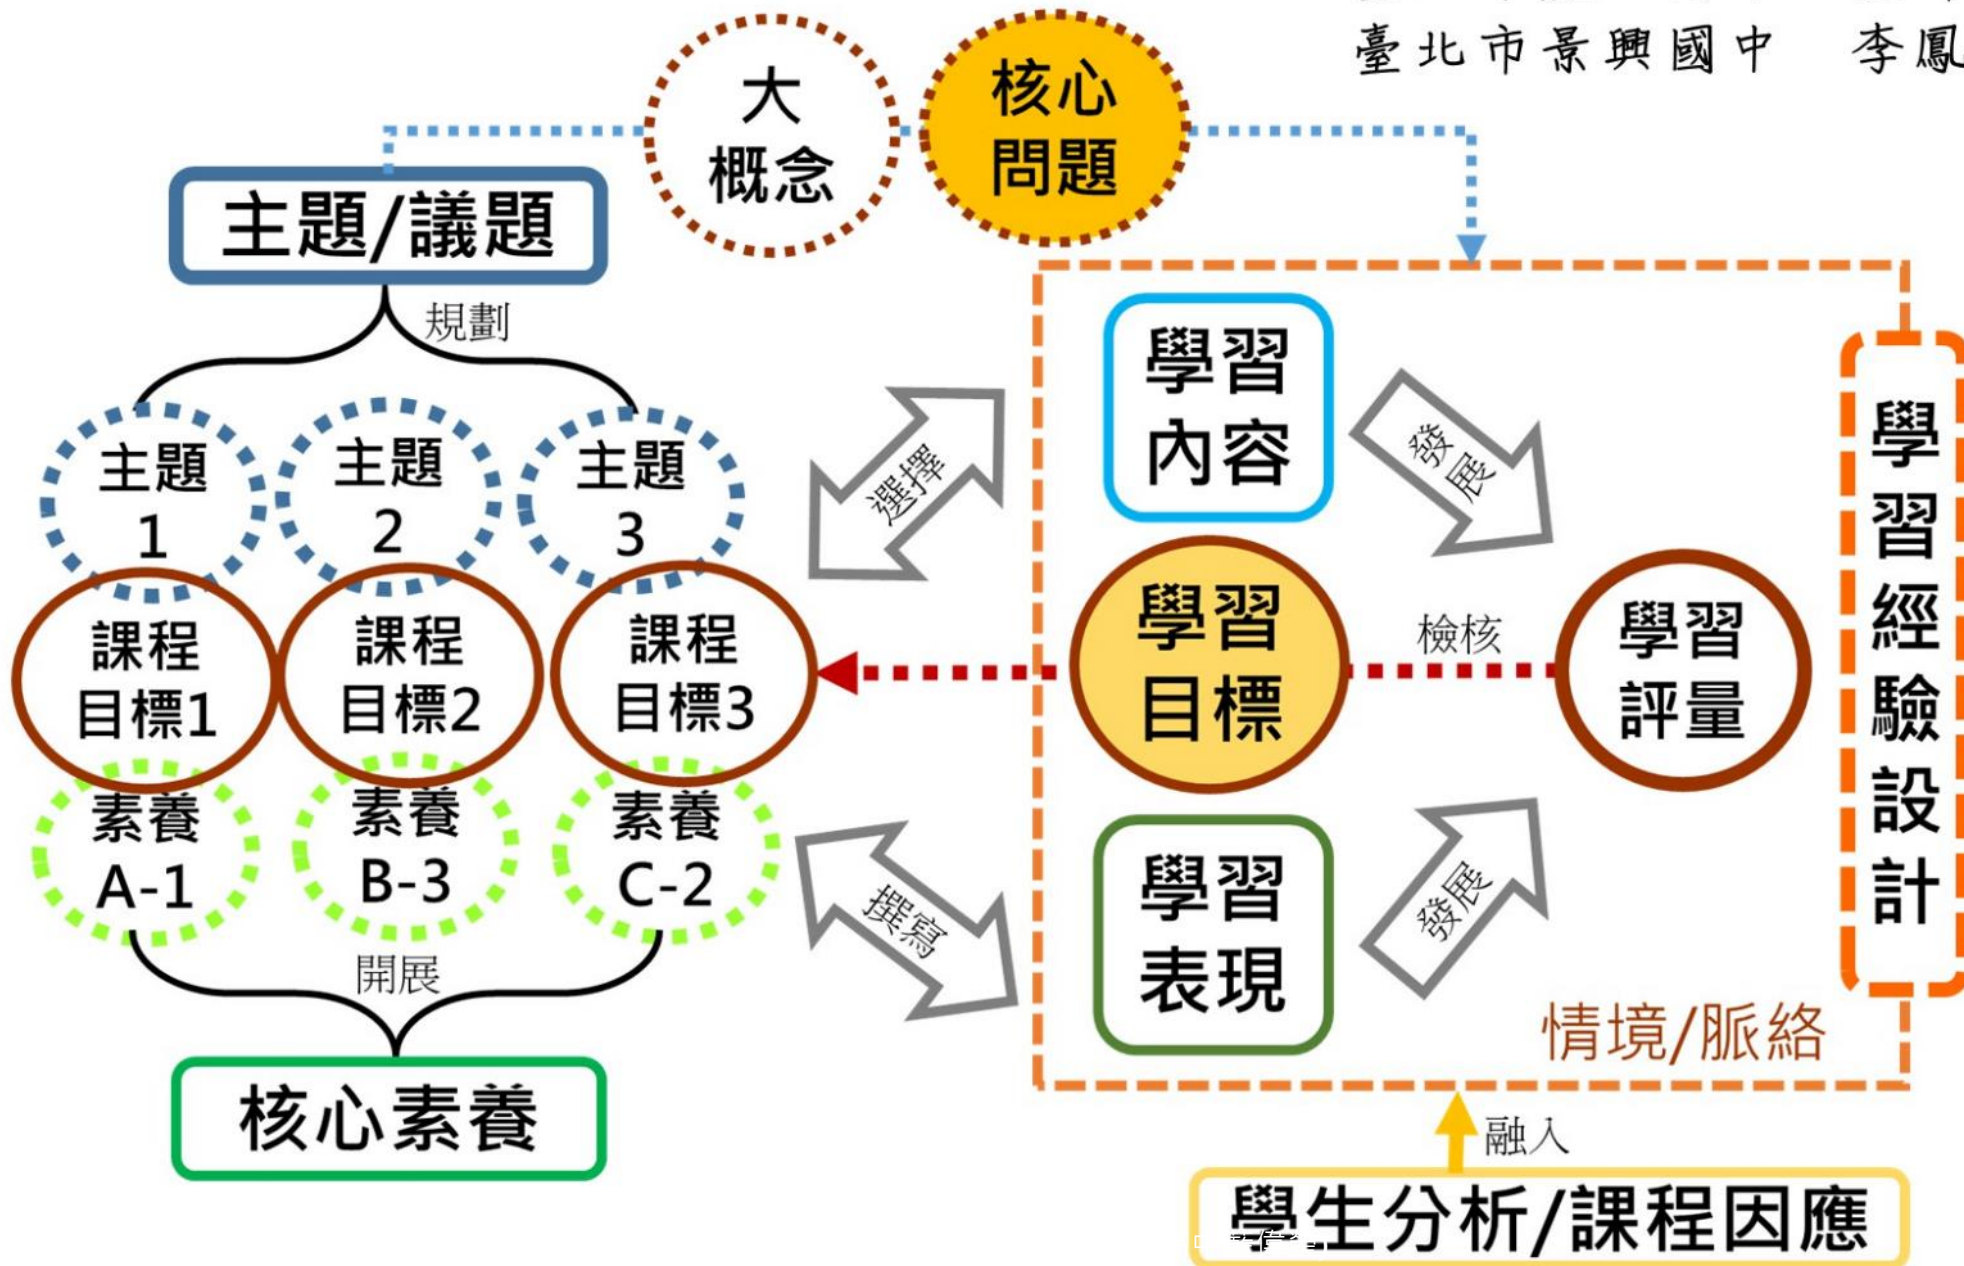 臺北市景興國中 李鳳
大
概念
核心
問題
主題/議題
規劃
主題
1
主題
2
主題
3
課程
目標1
課程
目標2
課程
目標3
素養
A-1
素養
B-3
素養
C-2
開展
核心素養
選擇
撰寫
學習
內容
學習
目標
學習
表現
發
展
發展
檢核
學習
評量
學習經驗設計
情境/脈絡
融入
學生分析/課程因應